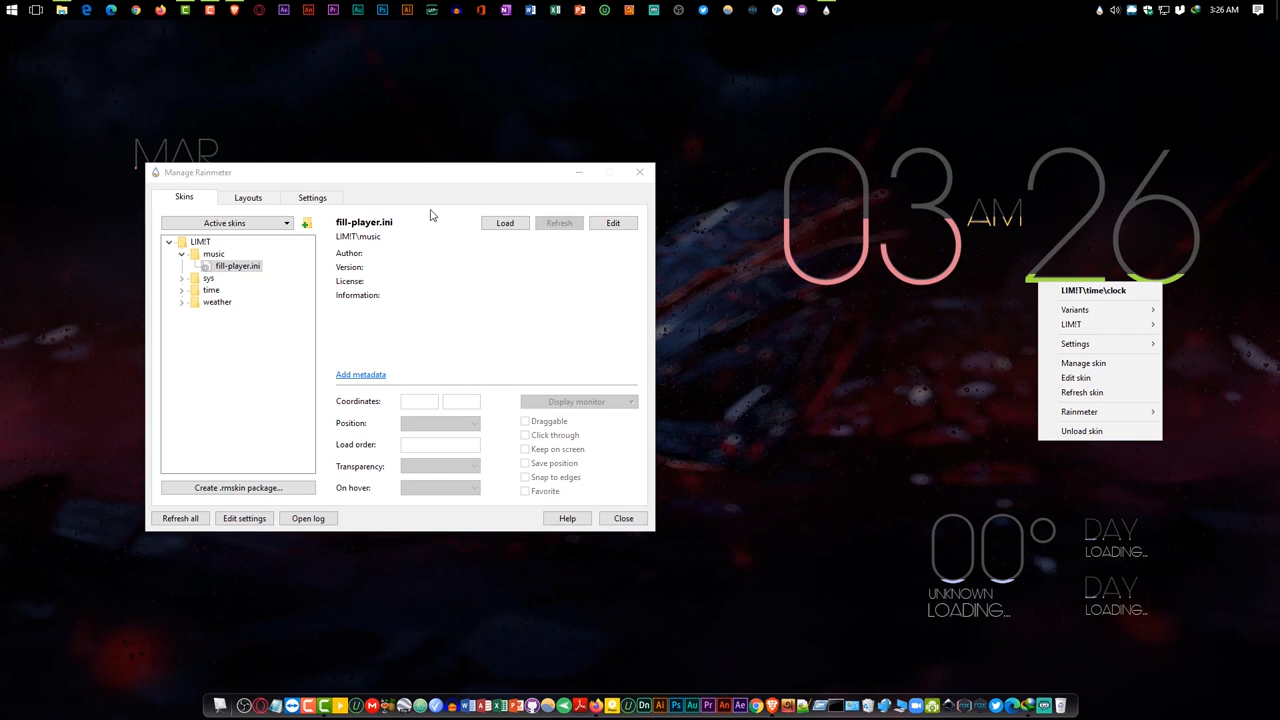 3:26 AM
MAR
03 AM 26
Manage Rainmeter
Skins
Layouts
Settings
Active skins
LIM!T
music
fill-player.ini
sys
time
weather
Create .rmskin package...
fill-player.ini
LIM!T\music
Load
Refresh
Edit
Author:
Version:
License:
Information:
Add metadata
Coordinates:
Display monitor
Position:
Load order:
Transparency:
On hover:
Draggable
Click through
Keep on screen
Save position
Snap to edges
Favorite
Refresh all
Edit settings
Open log
Help
Close
LIM!T\time\clock
Variants
LIM!T
Settings
Manage skin
Edit skin
Refresh skin
Rainmeter
Unload skin
00°
UNKNOWN
LOADING...
DAY
LOADING...
DAY
LOADING...